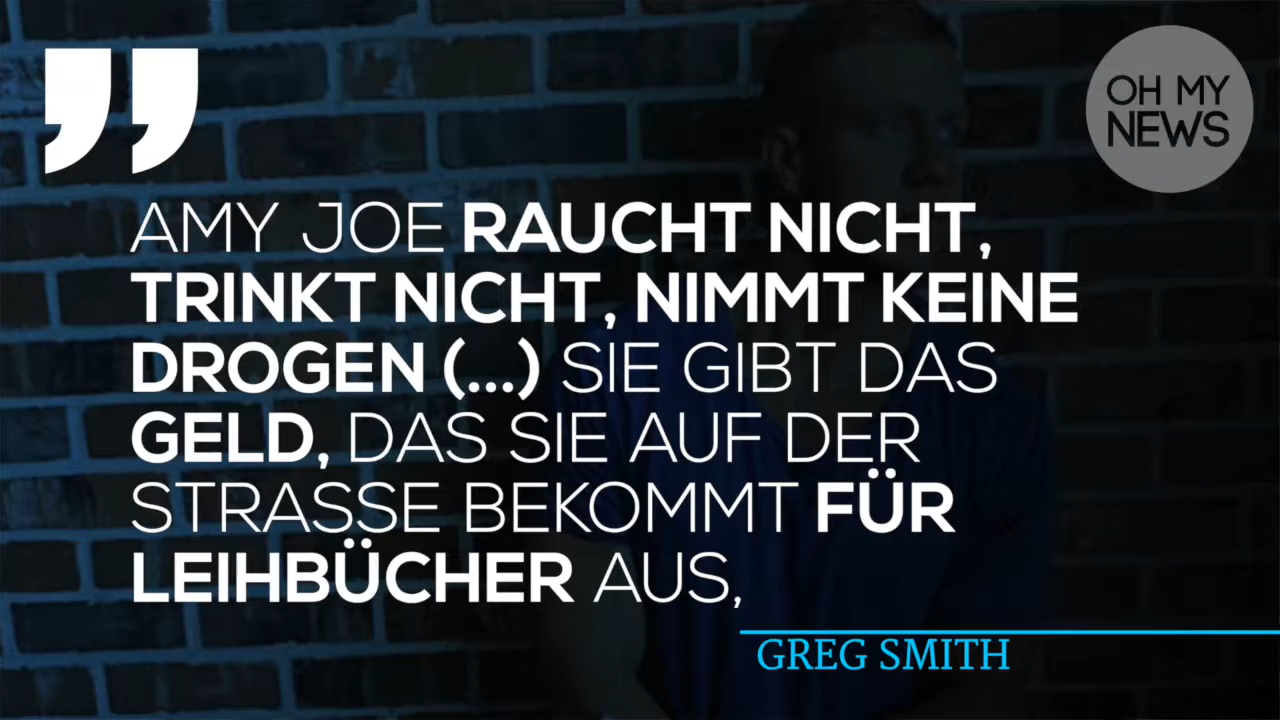 OH MY
NEWS
AMY JOE RAUCHT NICHT,
TRINKT NICHT, NIMMT KEINE
DROGEN (...) SIE GIBT DAS
GELD, DAS SIE AUF DER
STRASSE BEKOMMT FÜR
LEIHBÜCHER AUS,
GREG SMITH